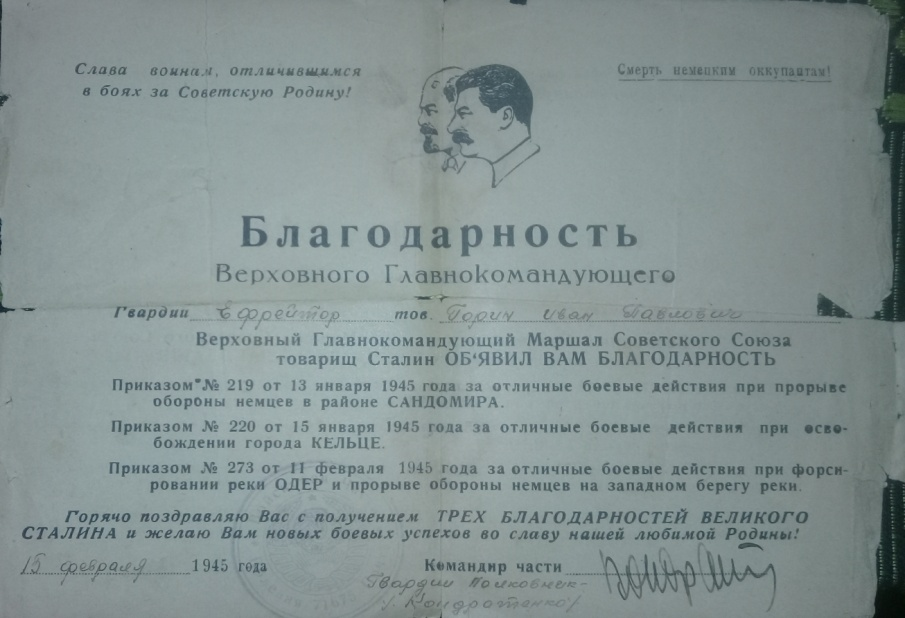 Слава воинам, отличившимся
в боях за Советскую Родину!
Смерть немецким оккупантам!
Благодарность
Верховного Главнокомандующего
Гвардии Ефрейтор тов. Горин Иван Павлович
Верховный Главнокомандующий Маршал Советского Союза
товарищ Сталин ОБ'ЯВИЛ ВАМ БЛАГОДАРНОСТЬ
Приказом № 219 от 13 января 1945 года за отличные боевые действия при прорыве
обороны немцев в районе САНДОМИРА.
Приказом № 220 от 15 января 1945 года за отличные боевые действия при осво-
бождении города КЕЛЬЦЕ.
Приказом № 273 от 11 февраля 1945 года за отличные боевые действия при форси-
ровании реки ОДЕР и прорыве обороны немцев на западном берегу реки.
Горячо поздравляю Вас с получением ТРЕХ БЛАГОДАРНОСТЕЙ ВЕЛИКОГО
СТАЛИНА и желаю Вам новых боевых успехов во славу нашей любимой Родины!
15 февраля 1945 года
Командир части
Гвардии Полковник-
/Кондратенко/